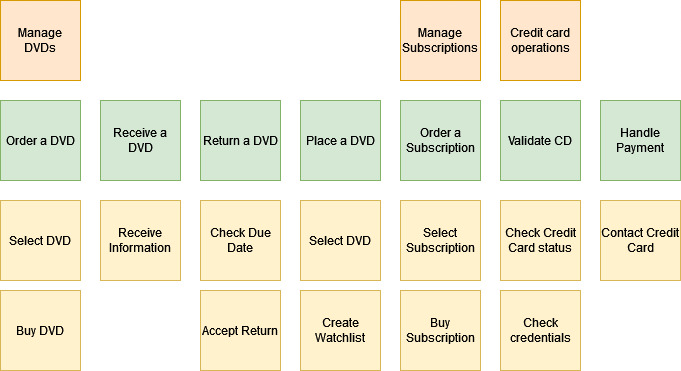 Manage
DVDs
Manage
Subscriptions
Credit card
operations
Order a DVD
Receive a
DVD
Return a DVD
Place a DVD
Order a
Subscription
Validate CD
Handle
Payment
Select DVD
Receive
Information
Check Due
Date
Select DVD
Select
Subscription
Check Credit
Card status
Contact Credit
Card
Buy DVD
Accept Return
Create
Watchlist
Buy
Subscription
Check
credentials